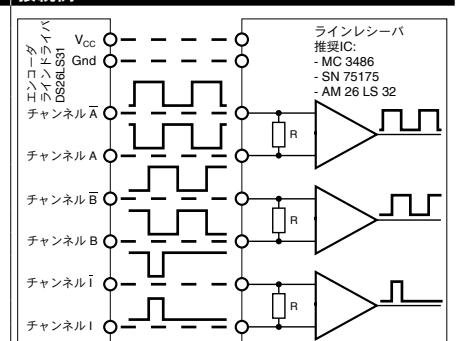 エンコーダ
ラインドライバ
DS26LS31
VCC
Gnd
チャンネル A̅
チャンネル A
チャンネル B̅
チャンネル B
チャンネル I̅
チャンネル I
ラインレシーバ
推奨IC:
- MC 3486
- SN 75175
- AM 26 LS 32
R
R
R